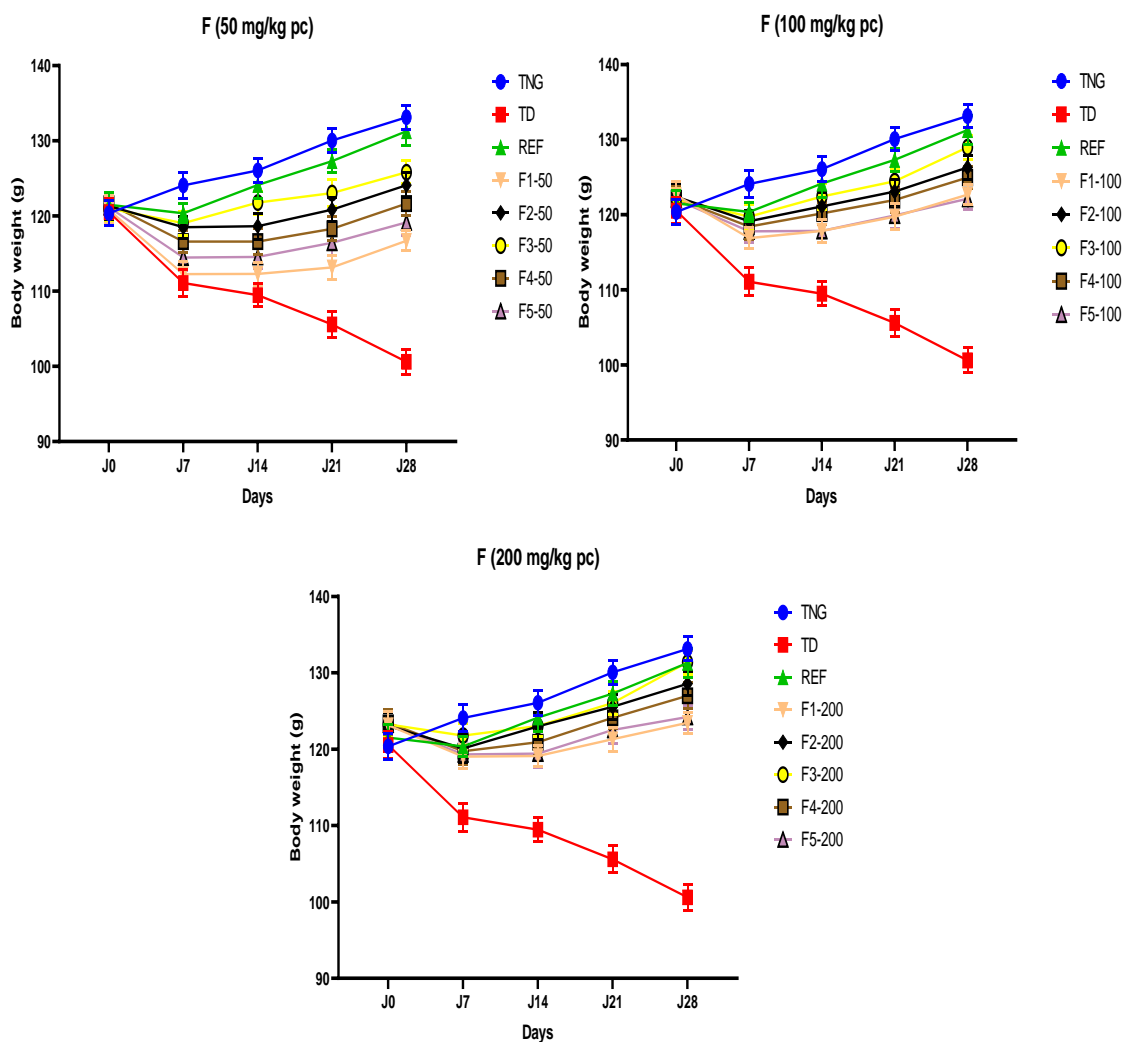 F (50 mg/kg pc)
Body weight (g)
140
130
120
110
100
90
J0
J7
J14
J21
J28
Days
TNG
TD
REF
F1-50
F2-50
F3-50
F4-50
F5-50
F (100 mg/kg pc)
Body weight (g)
140
130
120
110
100
90
J0
J7
J14
J21
J28
Days
TNG
TD
REF
F1-100
F2-100
F3-100
F4-100
F5-100
F (200 mg/kg pc)
Body weight (g)
140
130
120
110
100
90
J0
J7
J14
J21
J28
Days
TNG
TD
REF
F1-200
F2-200
F3-200
F4-200
F5-200